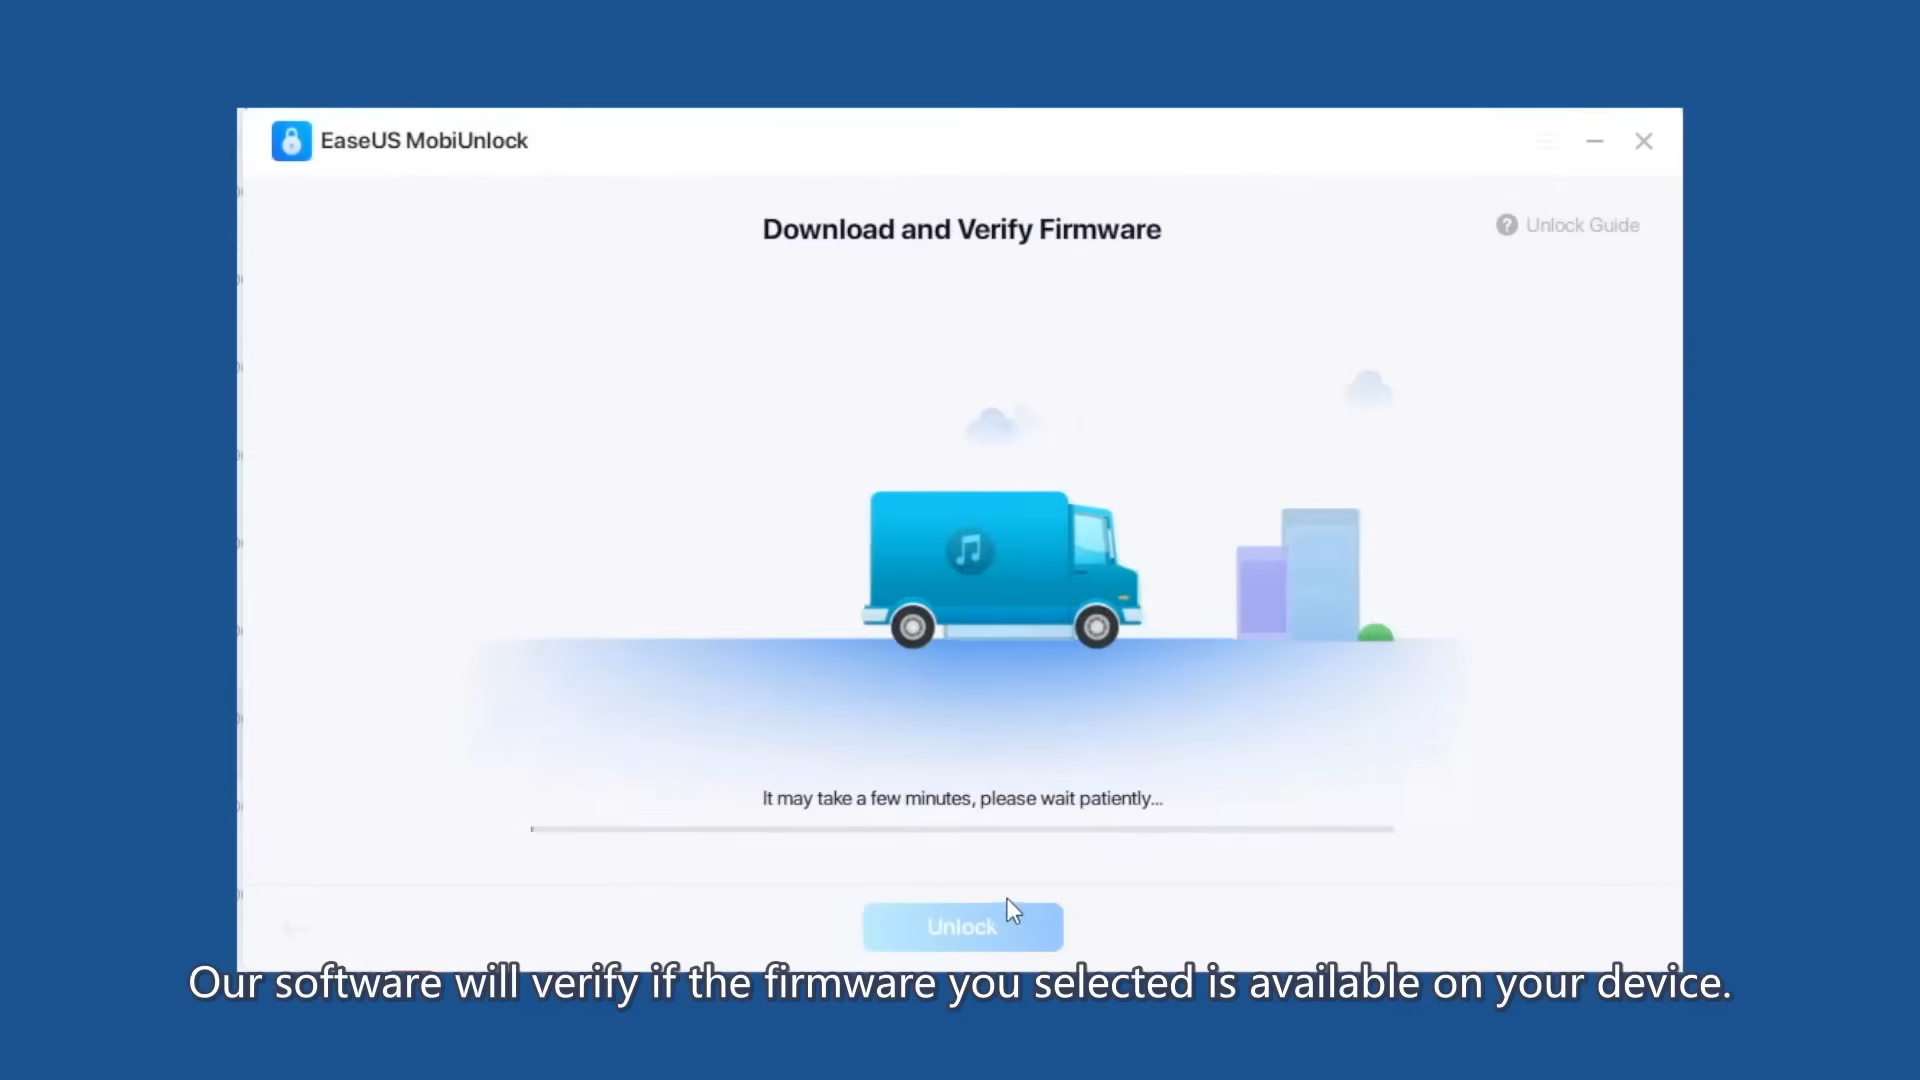 EaseUS MobiUnlock
Download and Verify Firmware
? Unlock Guide
It may take a few minutes, please wait patiently...
Unlock
Our software will verify if the firmware you selected is available on your device.